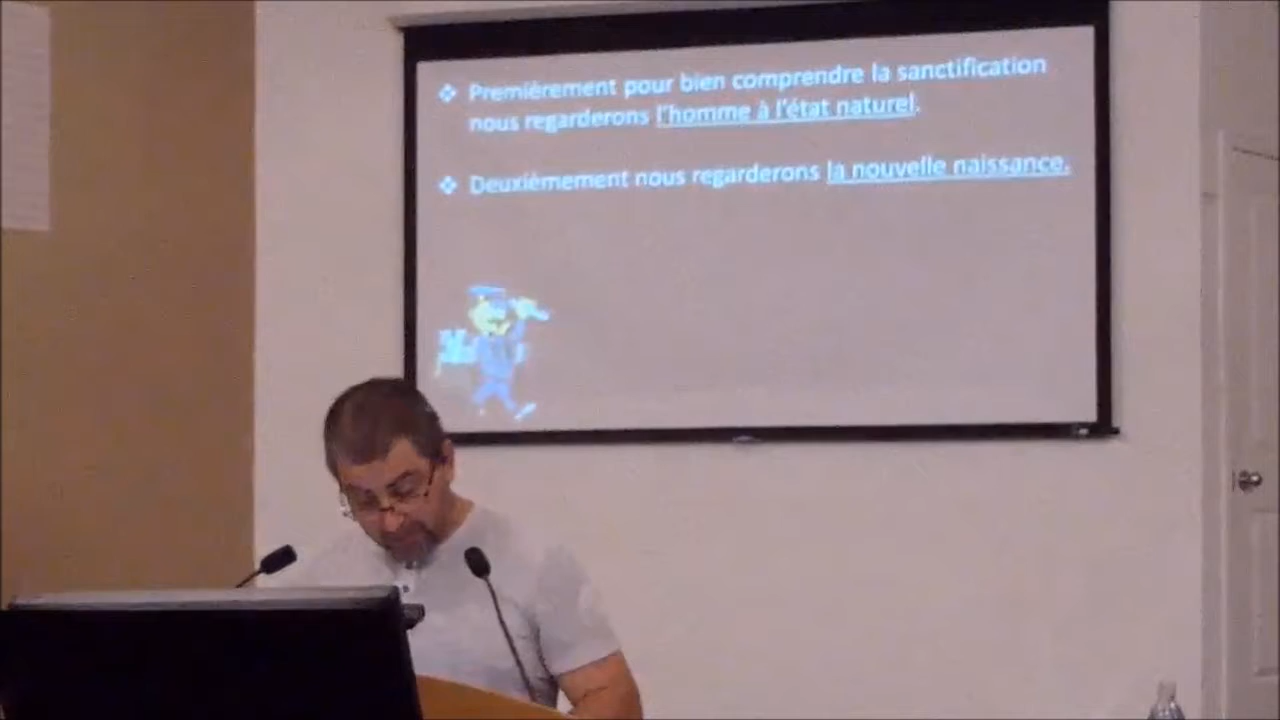 ❖ Premièrement pour bien comprendre la sanctification
nous regarderons l'homme à l'état naturel.
❖ Deuxièmement nous regarderons la nouvelle naissance.